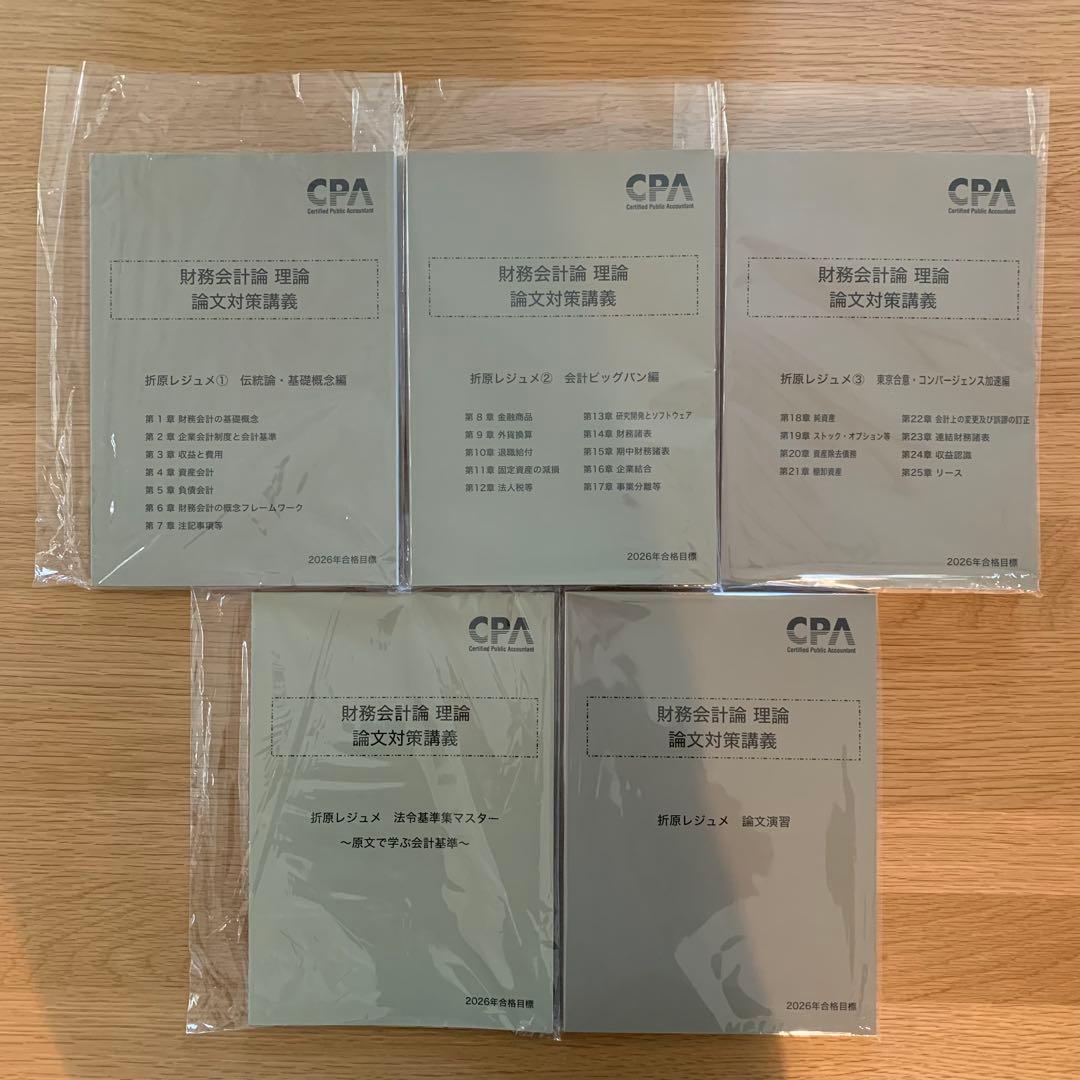 CPA
Certified Public Accountant
財務会計論 理論
論文対策講義
折原レジュメ① 伝統論・基礎概念編
第1章 財務会計の基礎概念
第2章 企業会計制度と会計基準
第3章 収益と費用
第4章 資産会計
第5章 負債会計
第6章 財務会計の概念フレームワーク
第7章 注記事項等
2026年合格目標
CPA
Certified Public Accountant
財務会計論 理論
論文対策講義
折原レジュメ② 会計ビッグバン編
第8章 金融商品
第9章 外貨換算
第10章 退職給付
第11章 固定資産の減損
第12章 法人税等
第13章 研究開発とソフトウェア
第14章 財務諸表
第15章 期中財務諸表
第16章 企業結合
第17章 事業分離等
2026年合格目標
CPA
Certified Public Accountant
財務会計論 理論
論文対策講義
折原レジュメ③ 東京合意・コンバージェンス加速編
第18章 純資産
第19章 ストック・オプション等
第20章 資産除去債務
第21章 棚卸資産
第22章 会計上の変更及び誤謬の訂正
第23章 連結財務諸表
第24章 収益認識
第25章 リース
2026年合格目標
CPA
Certified Public Accountant
財務会計論 理論
論文対策講義
折原レジュメ 法令基準集マスター
〜原文で学ぶ会計基準〜
2026年合格目標
CPA
Certified Public Accountant
財務会計論 理論
論文対策講義
折原レジュメ 論文演習
2026年合格目標